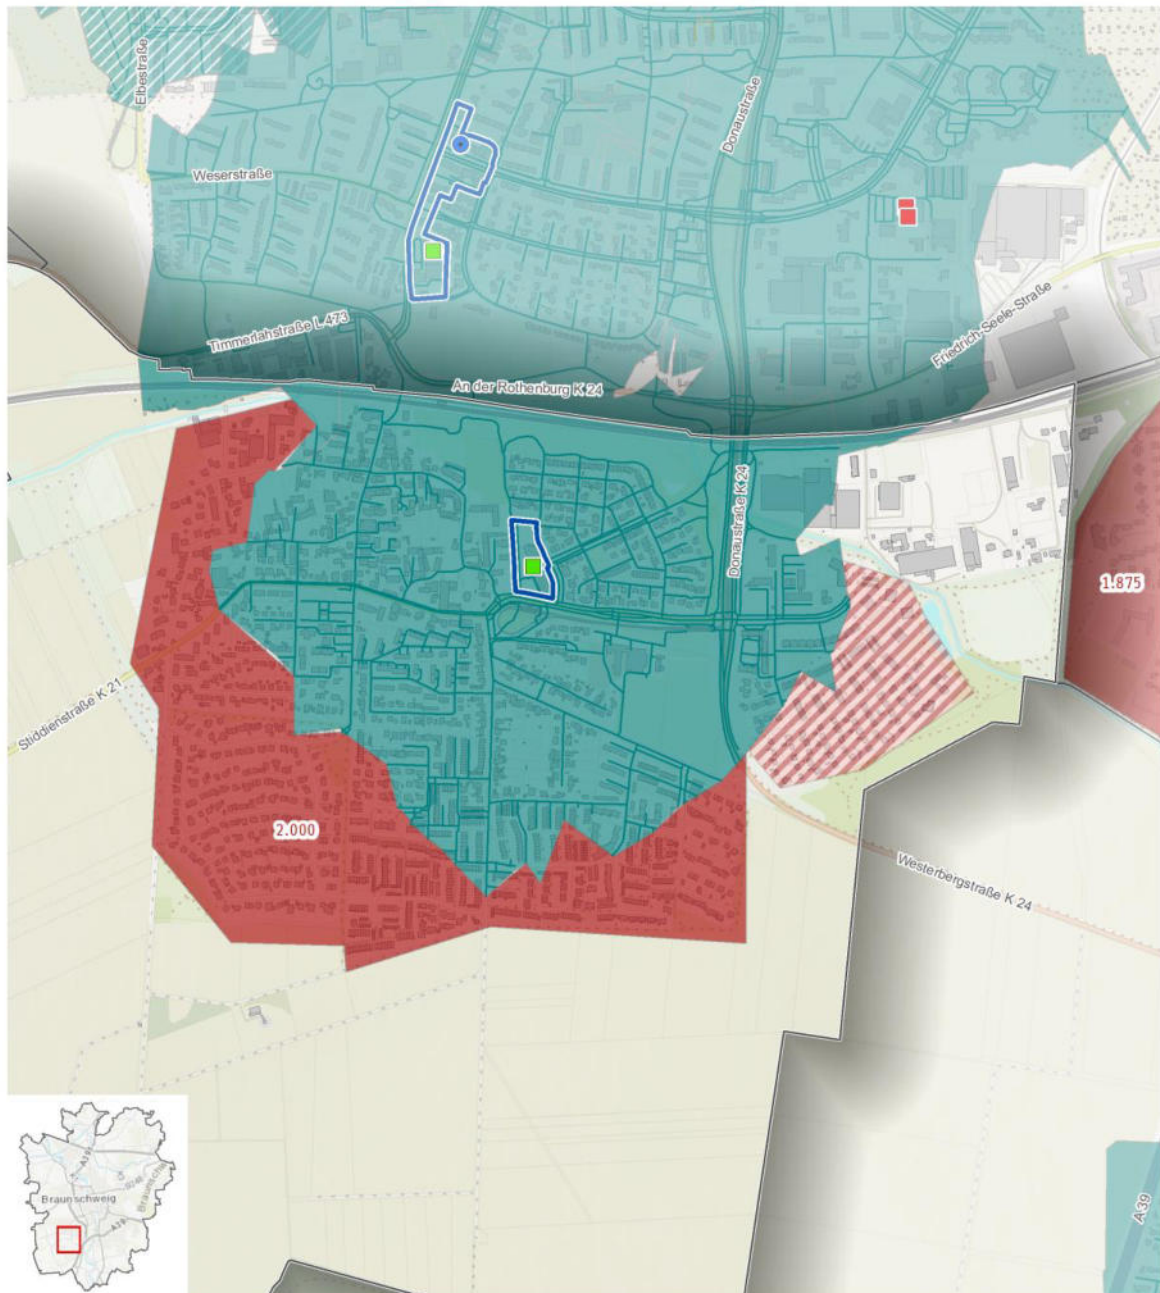 Elbestraße
Donaustraße
Weserstraße
Timmerlahstraße L 473
Friedrich-Seele-Straße
An der Rothenburg K 24
Donaustraße K 24
1.875
Stiddienstraße K 21
2.000
Westerbergstraße K 24
Braunschweig
A 39
A 39